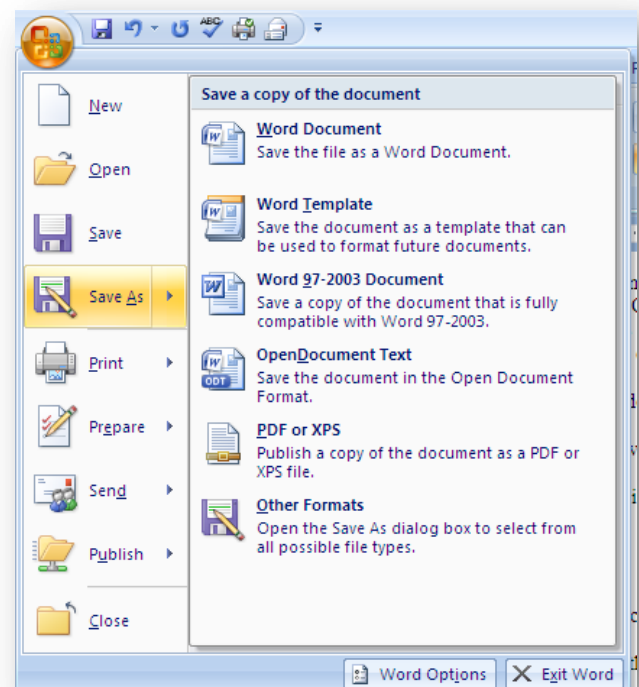 ABC
New
Open
Save
Save As
Print
Prepare
Send
Publish
Close
Save a copy of the document
Word Document
Save the file as a Word Document.
Word Template
Save the document as a template that can
be used to format future documents.
Word 97-2003 Document
Save a copy of the document that is fully
compatible with Word 97-2003.
OpenDocument Text
ODT
Save the document in the Open Document
Format.
PDF or XPS
Publish a copy of the document as a PDF or
XPS file.
Other Formats
Open the Save As dialog box to select from
all possible file types.
Word Options
Exit Word